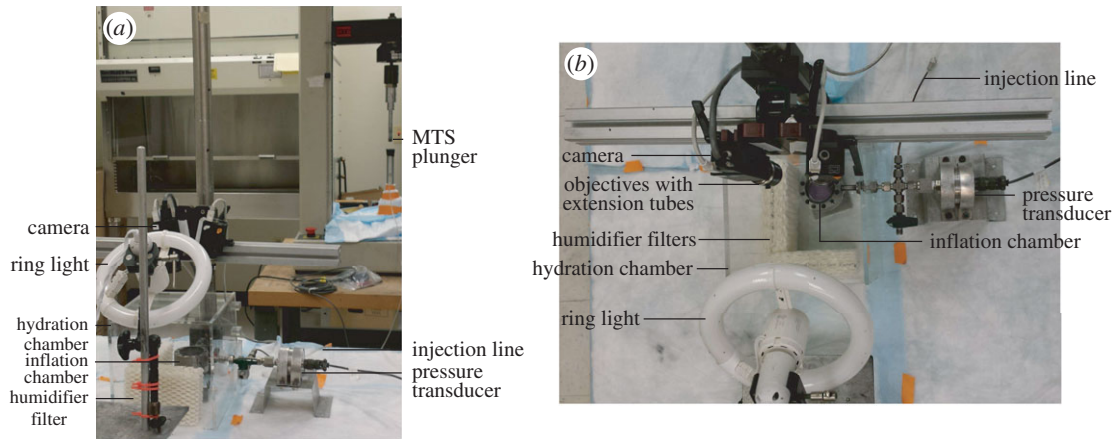 (a)
MTS
plunger
camera
ring light
hydration
chamber
inflation
chamber
humidifier
filter
injection line
pressure
transducer
(b)
injection line
camera
objectives with
extension tubes
pressure
transducer
humidifier filters
inflation chamber
hydration chamber
ring light